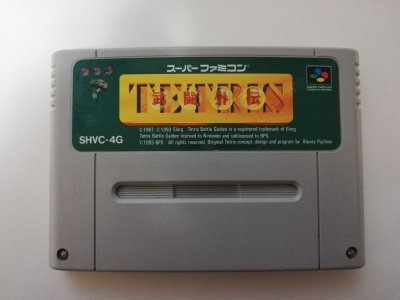 スーパーファミコン
TETRIS
武闘外伝
SHVC-4G
©1987, ©1993 Elorg Tetris Battle Gaiden is a registered trademark of Elorg
Tetris Battle Gaiden licensed to Nintendo and sublicensed to BPS.
©1993 BPS All rights reserved. Original Tetris concept, design and program by Alexey Pajitnov.